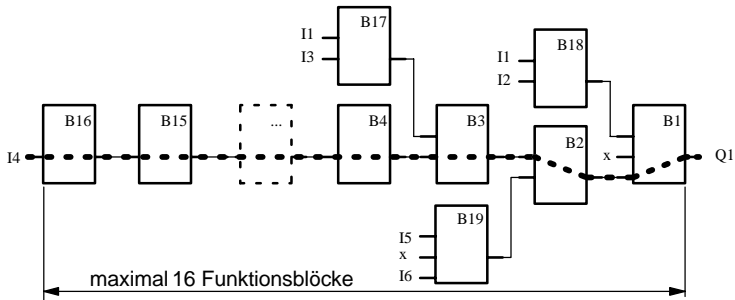 B17
I1
I3
B18
I1
I2
B16
B15
...
B4
B3
B1
B2
I4
x
Q1
B19
I5
x
I6
maximal 16 Funktionsblöcke